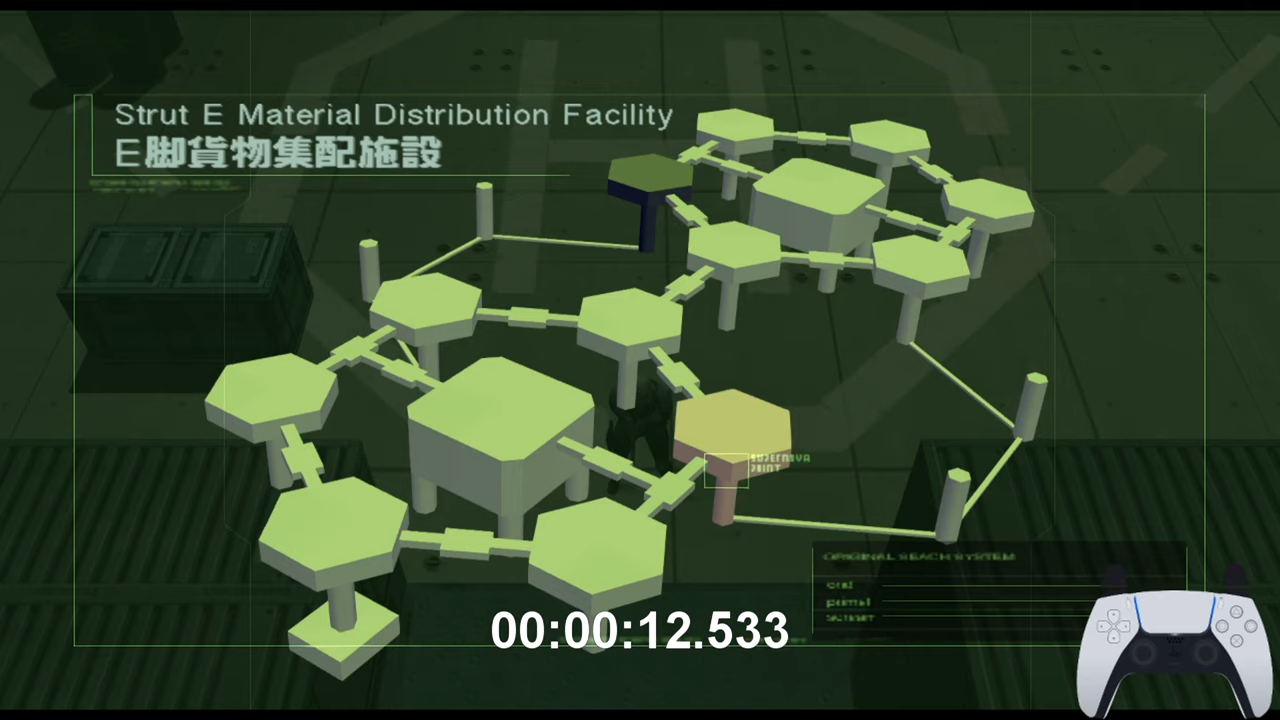 Strut E Material Distribution Facility
E脚貨物集配施設
00:00:12.533